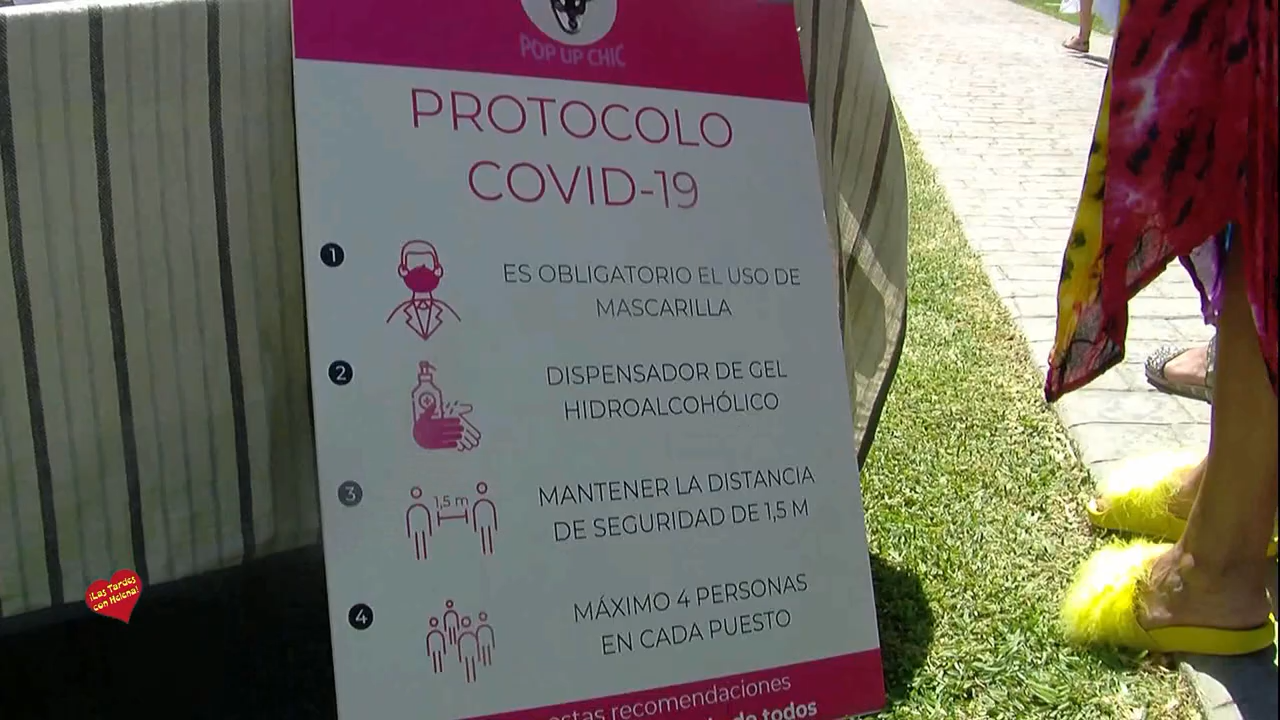 POP UP CHIC
PROTOCOLO
COVID-19
1
ES OBLIGATORIO EL USO DE
MASCARILLA
2
DISPENSADOR DE GEL
HIDROALCOHÓLICO
3
1,5 m
MANTENER LA DISTANCIA
DE SEGURIDAD DE 1,5 M
4
MÁXIMO 4 PERSONAS
EN CADA PUESTO
recomendaciones
de todos
¡Las Tardes
con Helena!